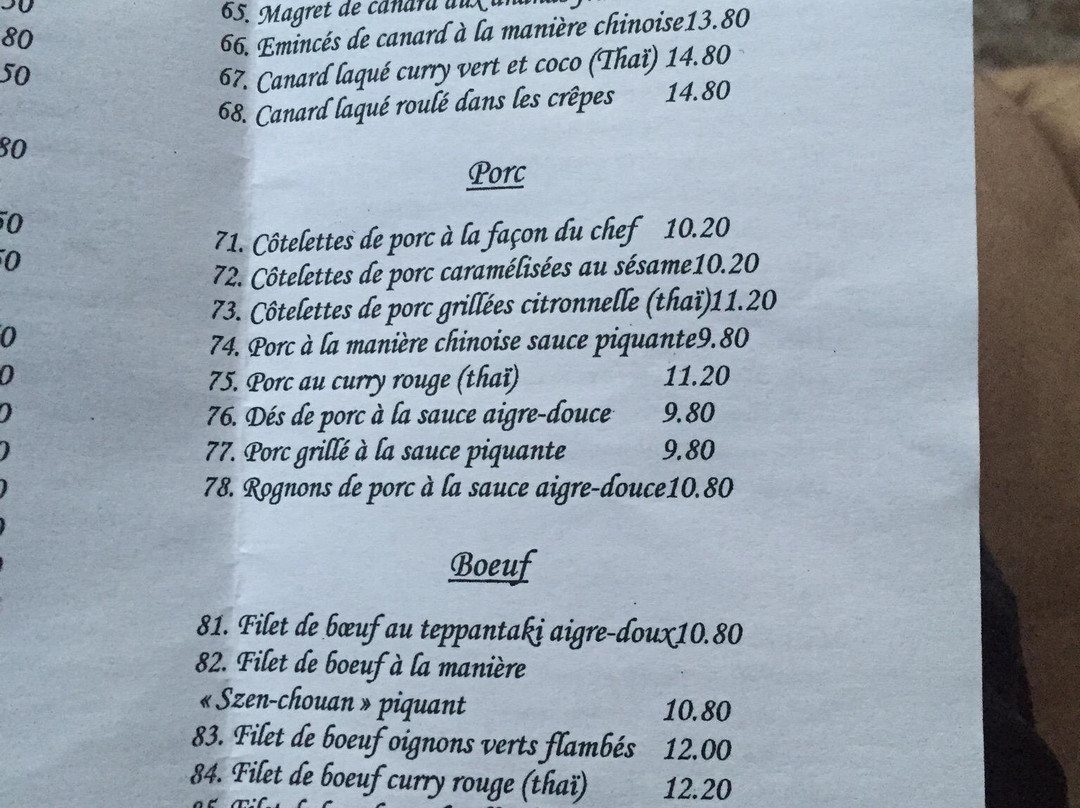 65. Magret de canard aux
66. Emincés de canard à la manière chinoise13.80
67. Canard laqué curry vert et coco (Thaï) 14.80
68. Canard laqué roulé dans les crêpes 14.80
Porc
71. Côtelettes de porc à la façon du chef 10.20
72. Côtelettes de porc caramélisées au sésame10.20
73. Côtelettes de porc grillées citronnelle (thaï)11.20
74. Porc à la manière chinoise sauce piquante9.80
75. Porc au curry rouge (thaï) 11.20
76. Dés de porc à la sauce aigre-douce 9.80
77. Porc grillé à la sauce piquante 9.80
78. Rognons de porc à la sauce aigre-douce10.80
Boeuf
81. Filet de bœuf au teppantaki aigre-doux10.80
82. Filet de boeuf à la manière
« Szen-chouan » piquant 10.80
83. Filet de boeuf oignons verts flambés 12.00
84. Filet de boeuf curry rouge (thaï) 12.20